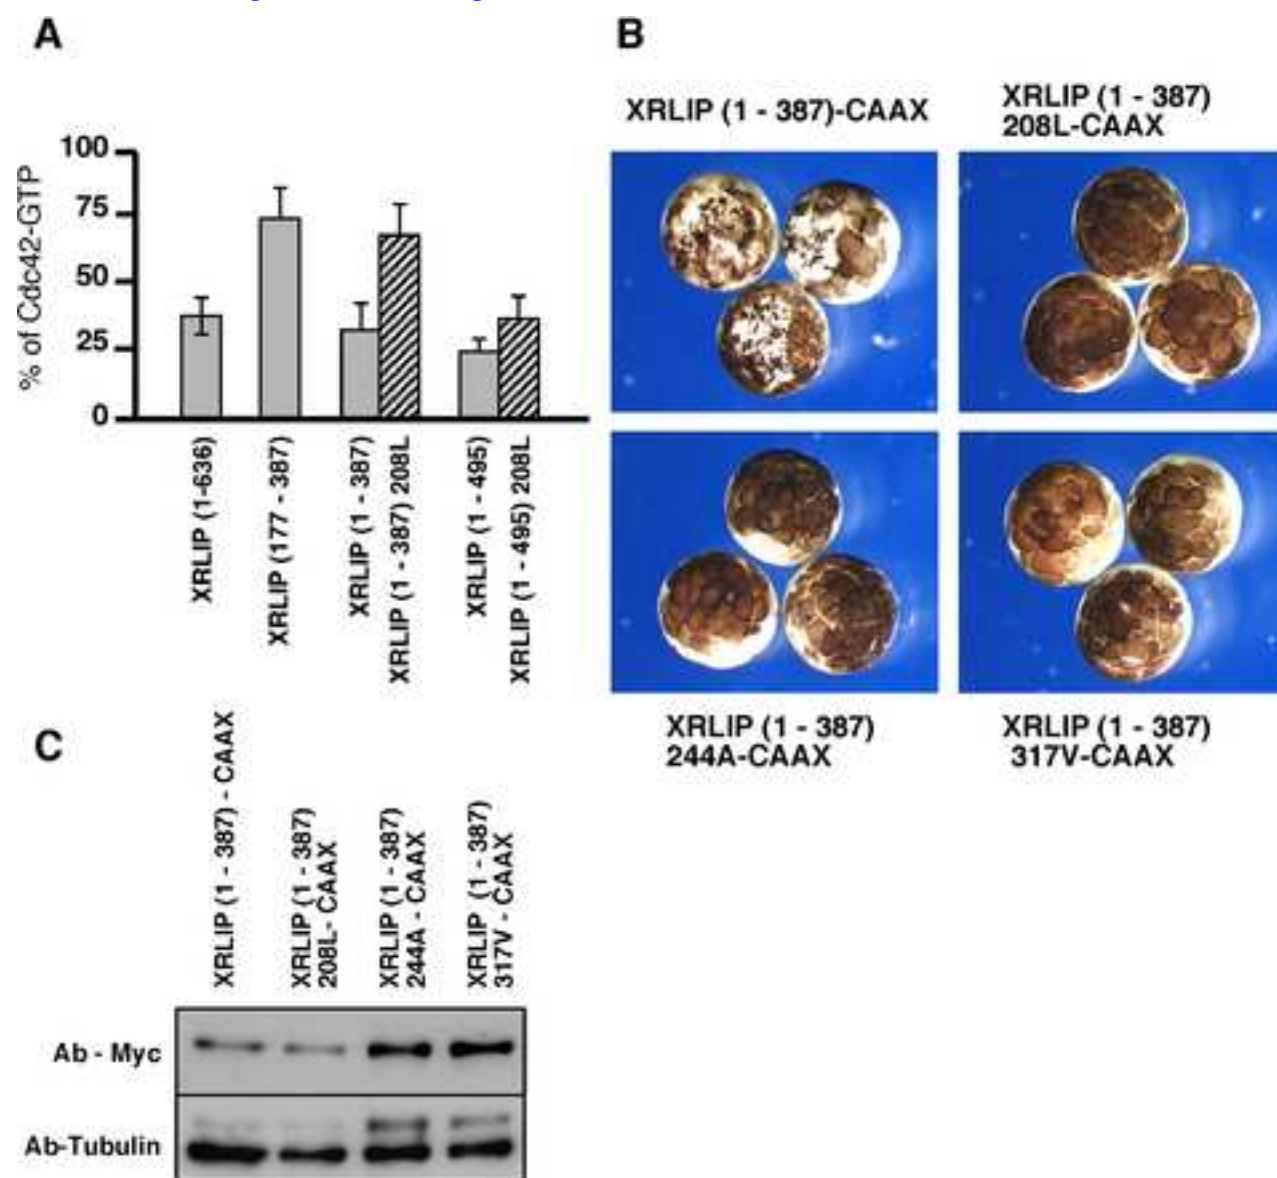 A
B
XRLIP (1 - 387)-CAAX
XRLIP (1 - 387)
208L-CAAX
% of Cdc42-GTP
100
75
50
25
0
XRLIP (1-636)
XRLIP (177 - 387)
XRLIP (1 - 387)
XRLIP (1 - 387) 208L
XRLIP (1 - 495)
XRLIP (1 - 495) 208L
XRLIP (1 - 387)
244A-CAAX
XRLIP (1 - 387)
317V-CAAX
C
XRLIP (1 - 387) - CAAX
XRLIP (1 - 387)
208L- CAAX
XRLIP (1 - 387)
244A - CAAX
XRLIP (1 - 387)
317V - CAAX
Ab - Myc
Ab-Tubulin